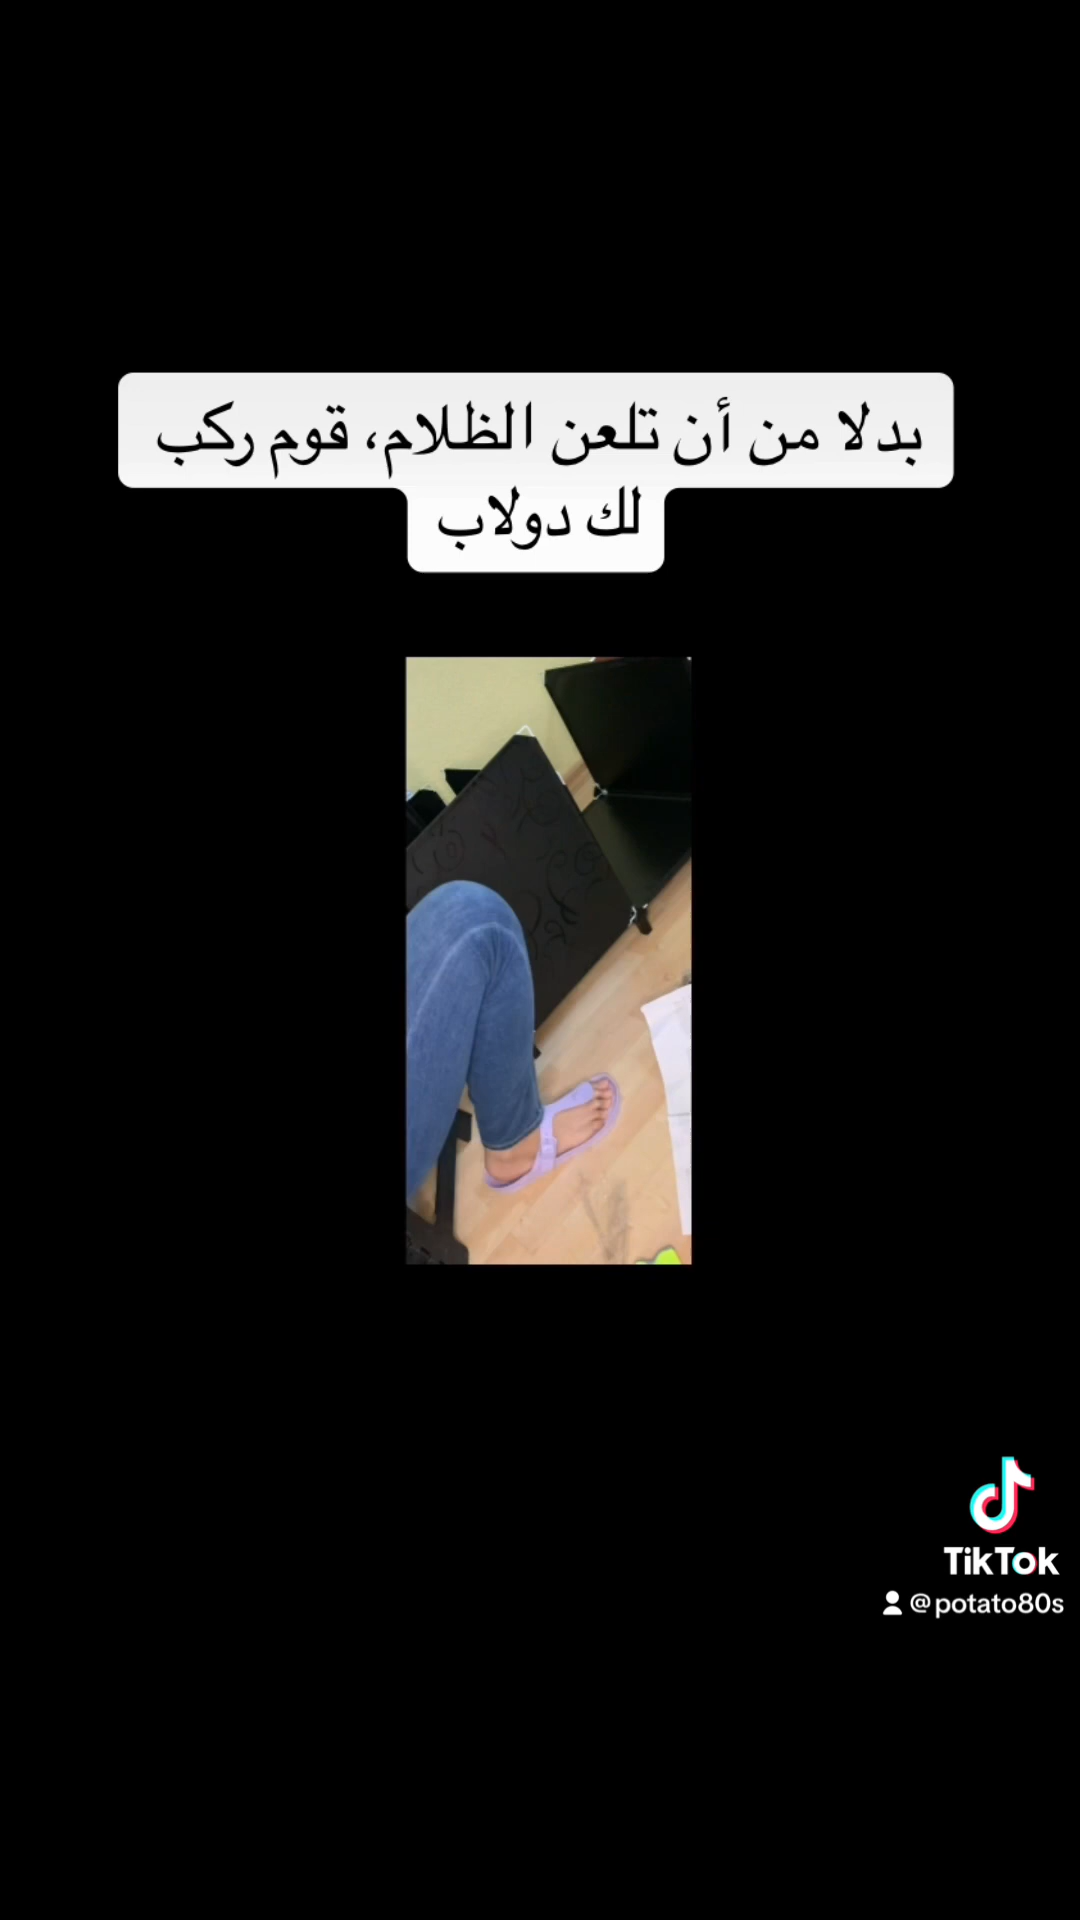 بدلا من أن تلعن الظلام، قوم ركب
لك دولاب
TikTok
@potato80s